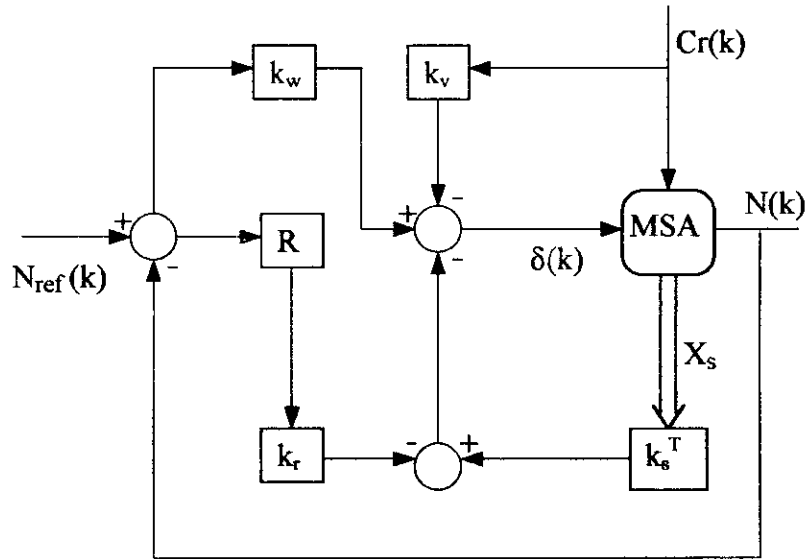 Cr(k)
k_w
k_v
+
-
-
+
-
R
MSA
N(k)
N_ref (k)
δ(k)
X_s
k_r
-
+
k_s^T